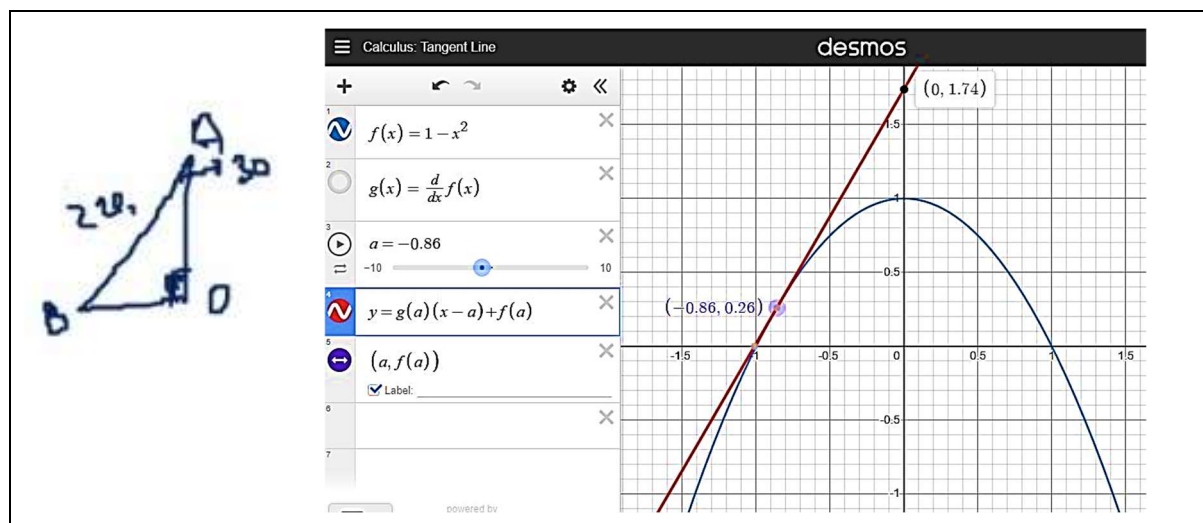 A
30
B
D
Calculus: Tangent Line
desmos
1
f(x) = 1 − x²
2
g(x) = d/dx f(x)
3
a = −0.86
−10
10
4
y = g(a)(x − a) + f(a)
5
(a, f(a))
Label:
6
7
powered by
(0, 1.74)
1.5
1
0.5
(−0.86, 0.26)
-1.5
-1
-0.5
0
0.5
1
1.5
-0.5
-1